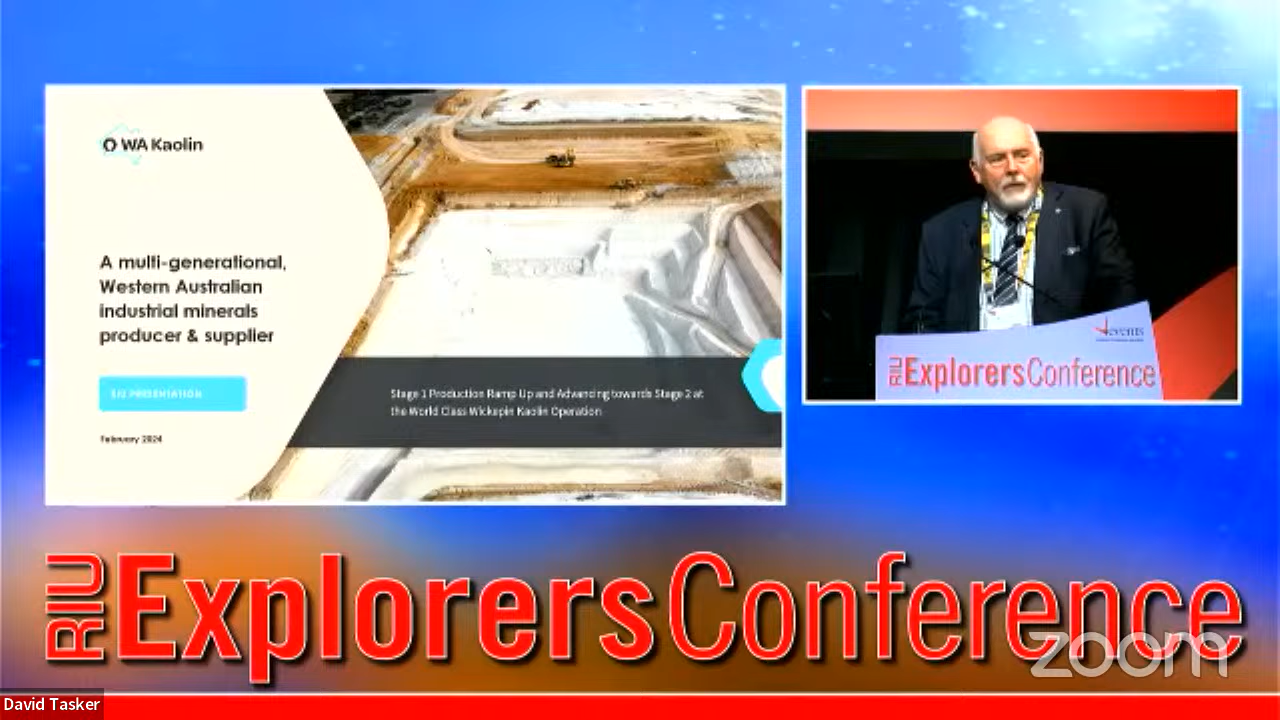 WA Kaolin
A multi-generational,
Western Australian
industrial minerals
producer & supplier
RIU PRESENTATION
February 2024
Stage 1 Production Ramp Up and Advancing towards Stage 2 at
the World Class Wickepin Kaolin Operation
events
RIU ExplorersConference
RIU ExplorersConference
zoom
David Tasker